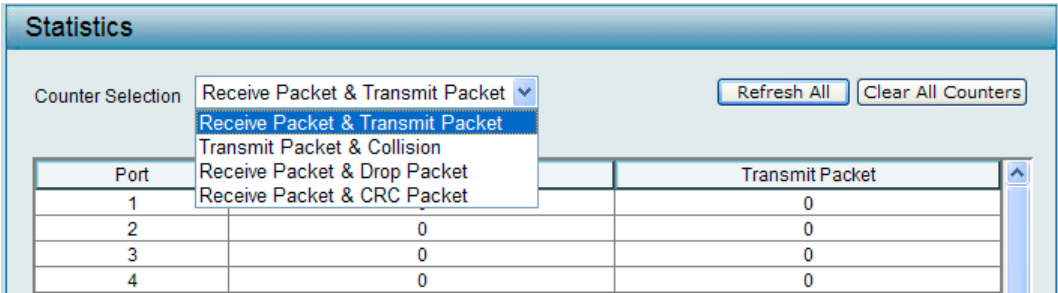 Statistics
Counter Selection Receive Packet & Transmit Packet Refresh All Clear All Counters
Receive Packet & Transmit Packet
Transmit Packet & Collision
Receive Packet & Drop Packet
Receive Packet & CRC Packet
Port Transmit Packet
1 0
2 0 0
3 0 0
4 0 0